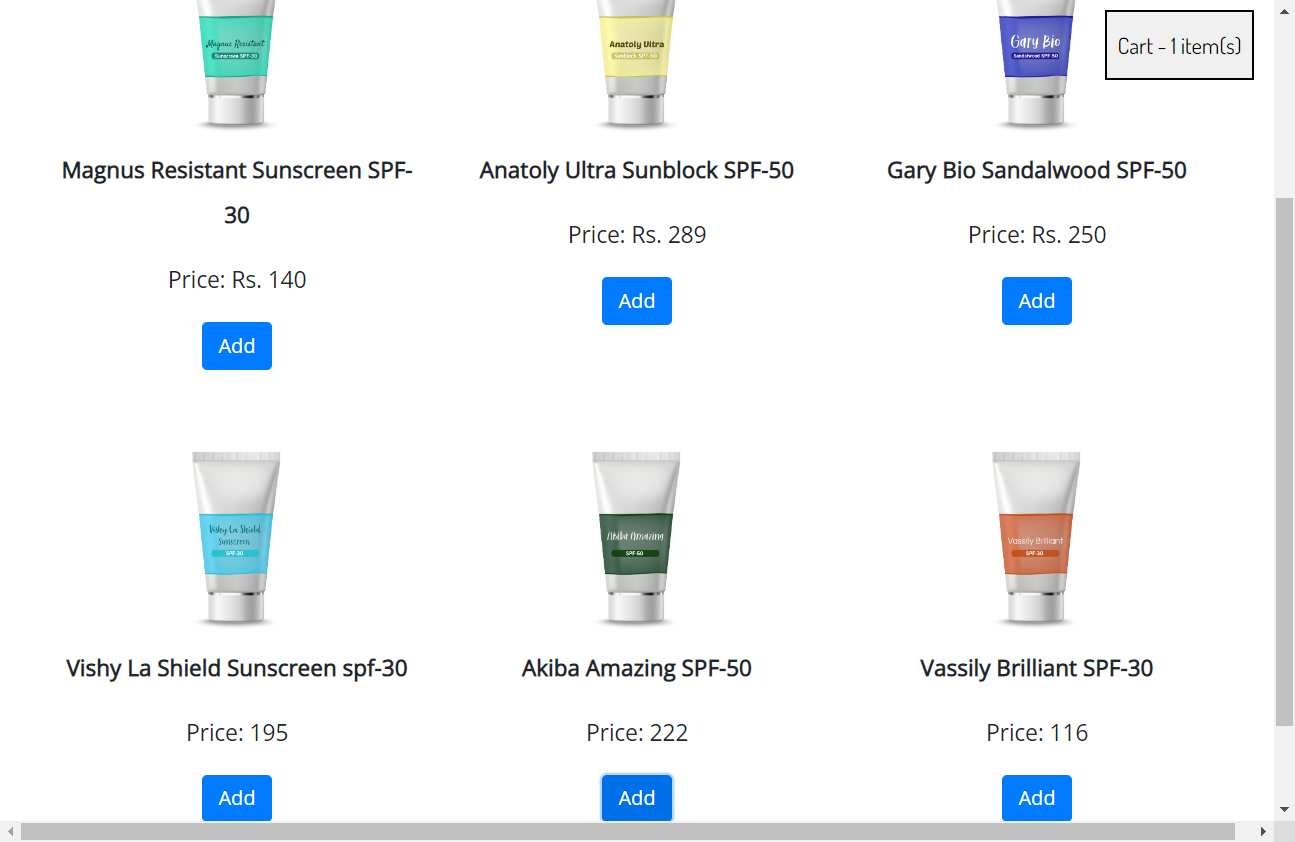 Magnus Resistant
Sunscreen SPF-30
Anatoly Ultra
Sunblock SPF-50
Gary Bio
Sandalwood SPF-50
Cart - 1 item(s)
Magnus Resistant Sunscreen SPF-
30
Price: Rs. 140
Add
Anatoly Ultra Sunblock SPF-50
Price: Rs. 289
Add
Gary Bio Sandalwood SPF-50
Price: Rs. 250
Add
Vishy La Shield
Sunscreen
SPF-30
Akiba Amazing
SPF-50
Vassily Brilliant
SPF-30
Vishy La Shield Sunscreen spf-30
Price: 195
Add
Akiba Amazing SPF-50
Price: 222
Add
Vassily Brilliant SPF-30
Price: 116
Add